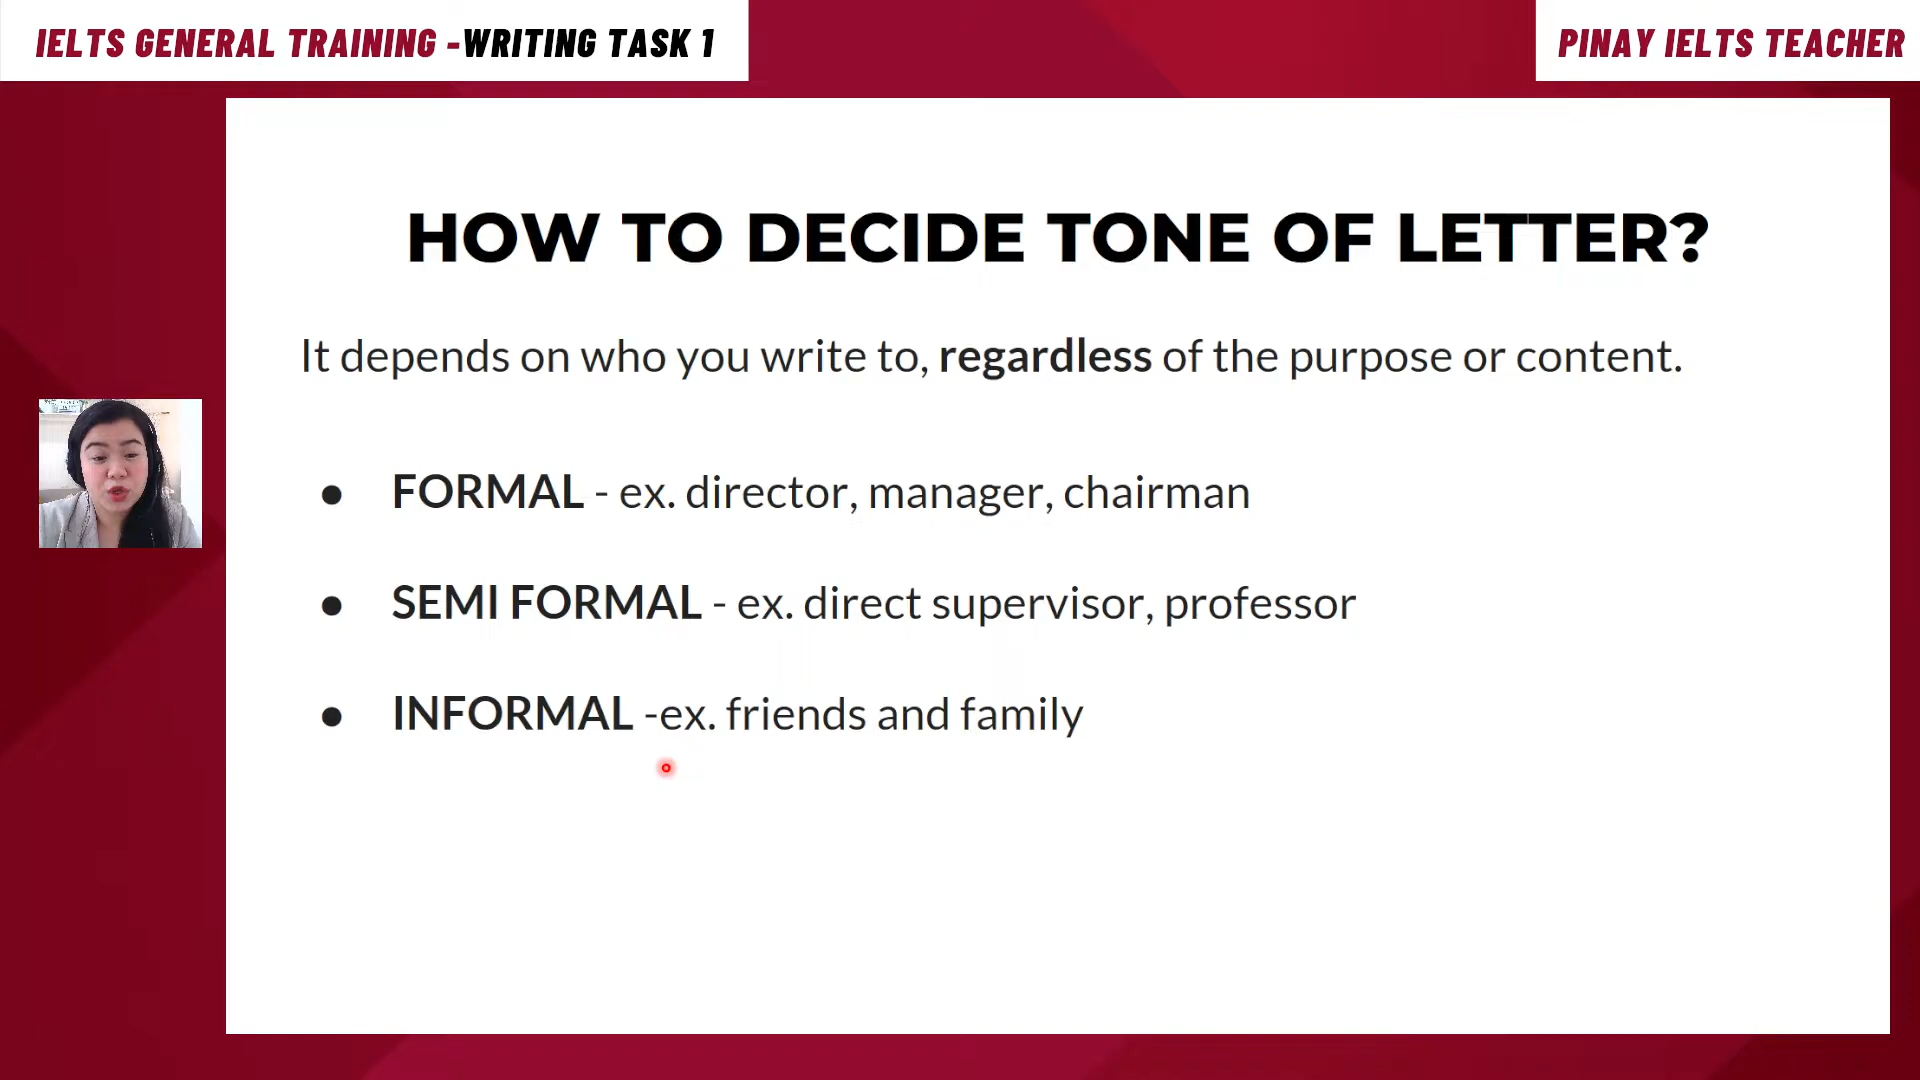 IELTS GENERAL TRAINING -WRITING TASK 1
PINAY IELTS TEACHER
HOW TO DECIDE TONE OF LETTER?
It depends on who you write to, regardless of the purpose or content.
● FORMAL - ex. director, manager, chairman
● SEMI FORMAL - ex. direct supervisor, professor
● INFORMAL -ex. friends and family